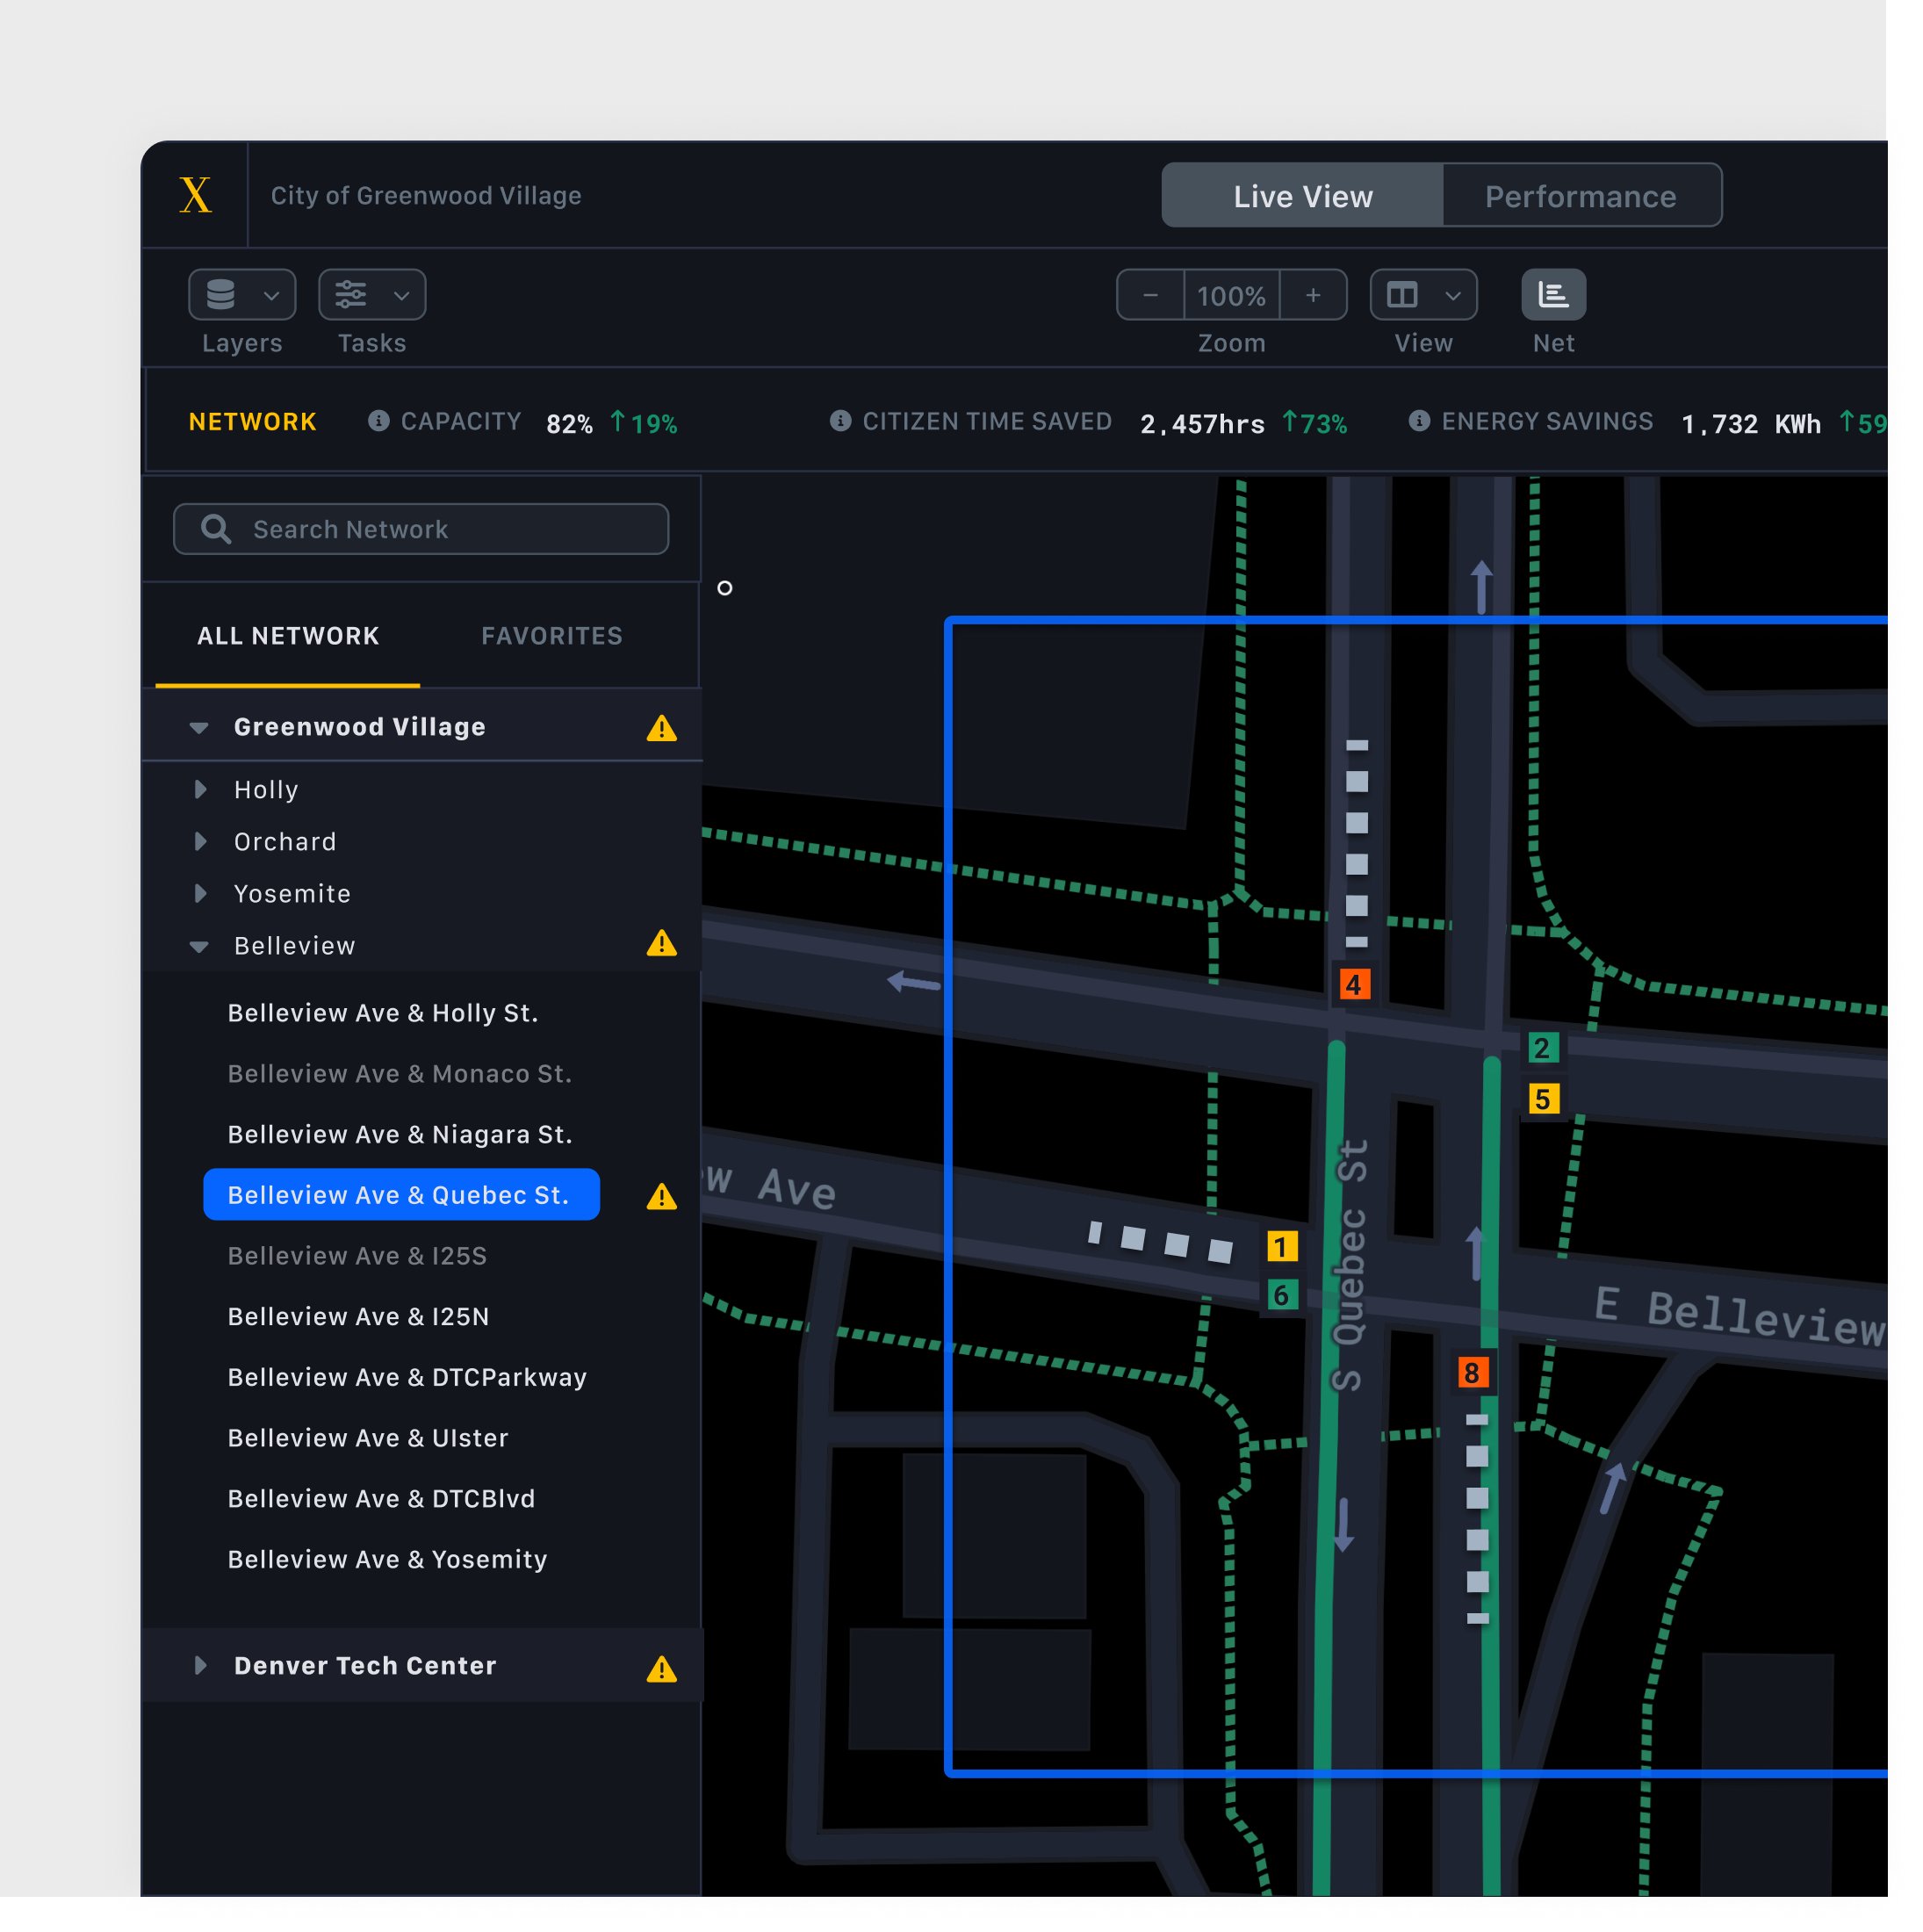 X City of Greenwood Village Live View Performance
100%
Layers Tasks Zoom View Net
NETWORK CAPACITY 82% ↑19% CITIZEN TIME SAVED 2,457hrs ↑73% ENERGY SAVINGS 1,732 KWh ↑59
Search Network
ALL NETWORK FAVORITES
Greenwood Village
Holly
Orchard
Yosemite
Belleview
Belleview Ave & Holly St.
Belleview Ave & Monaco St.
Belleview Ave & Niagara St.
Belleview Ave & Quebec St.
Belleview Ave & I25S
Belleview Ave & I25N
Belleview Ave & DTCParkway
Belleview Ave & Ulster
Belleview Ave & DTCBlvd
Belleview Ave & Yosemity
Denver Tech Center
4
2
5
w Ave
S Quebec St
1
6
E Belleview
8